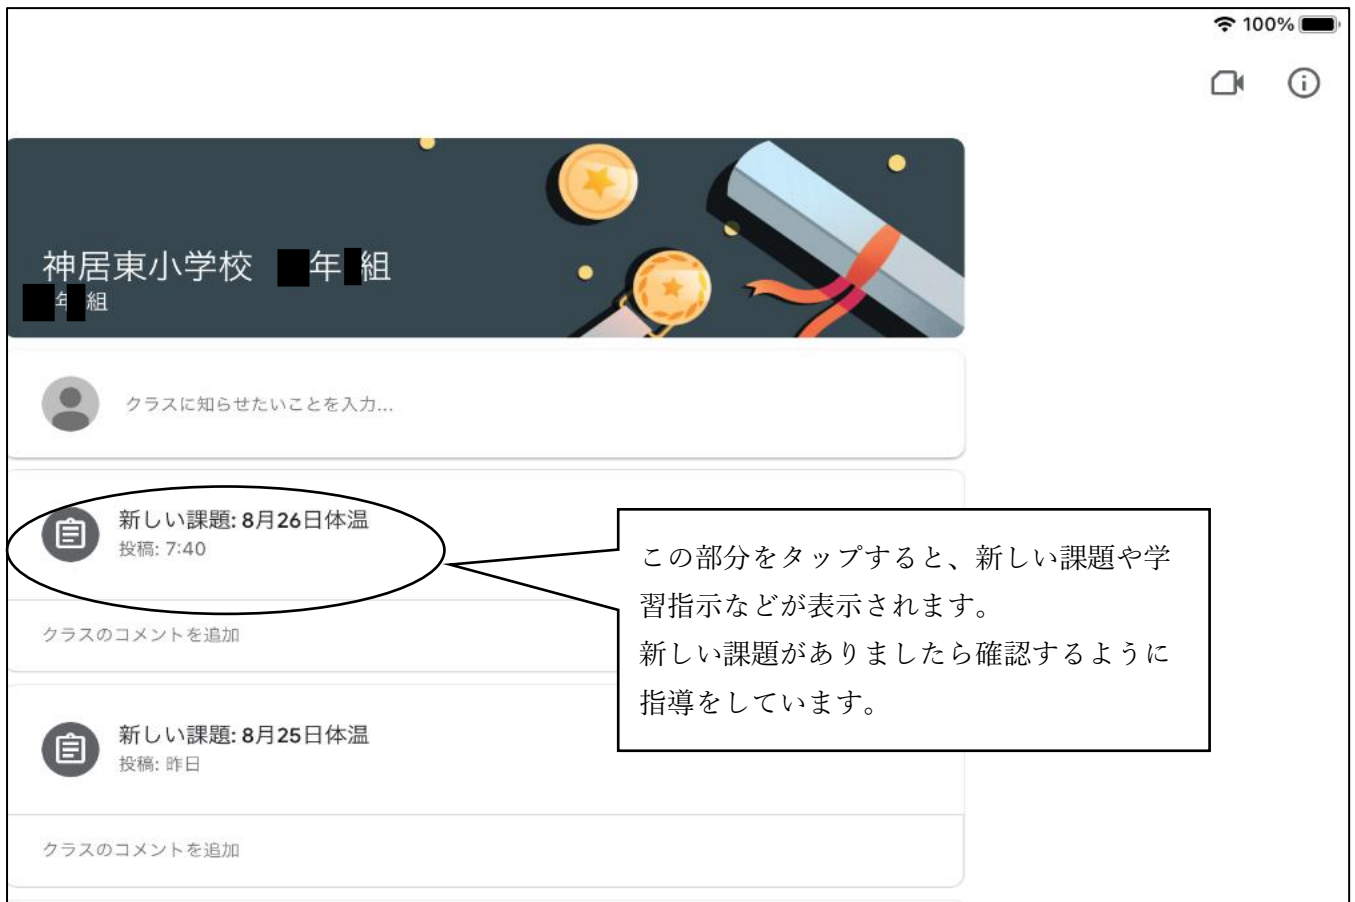 100%
神居東小学校 年 組
年 組
クラスに知らせたいことを入力...
新しい課題: 8月26日体温
投稿: 7:40
この部分をタップすると、新しい課題や学
習指示などが表示されます。
新しい課題がありましたら確認するように
指導をしています。
クラスのコメントを追加
新しい課題: 8月25日体温
投稿: 昨日
クラスのコメントを追加